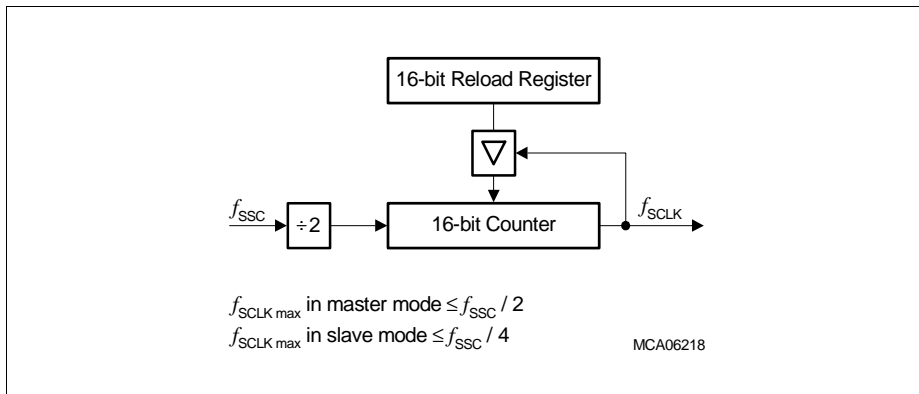 16-bit Reload Register
f_SSC
÷2
16-bit Counter
f_SCLK
f_SCLK max in master mode ≤ f_SSC / 2
f_SCLK max in slave mode ≤ f_SSC / 4
MCA06218